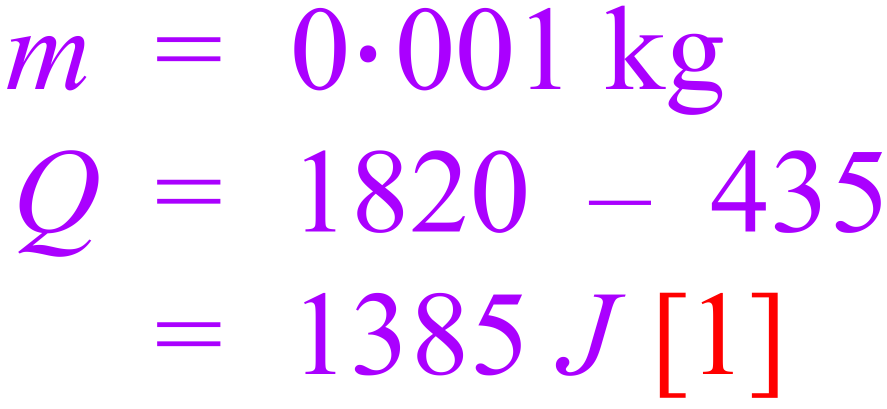 m = 0·001 kg
Q = 1820 – 435
= 1385 J [1]